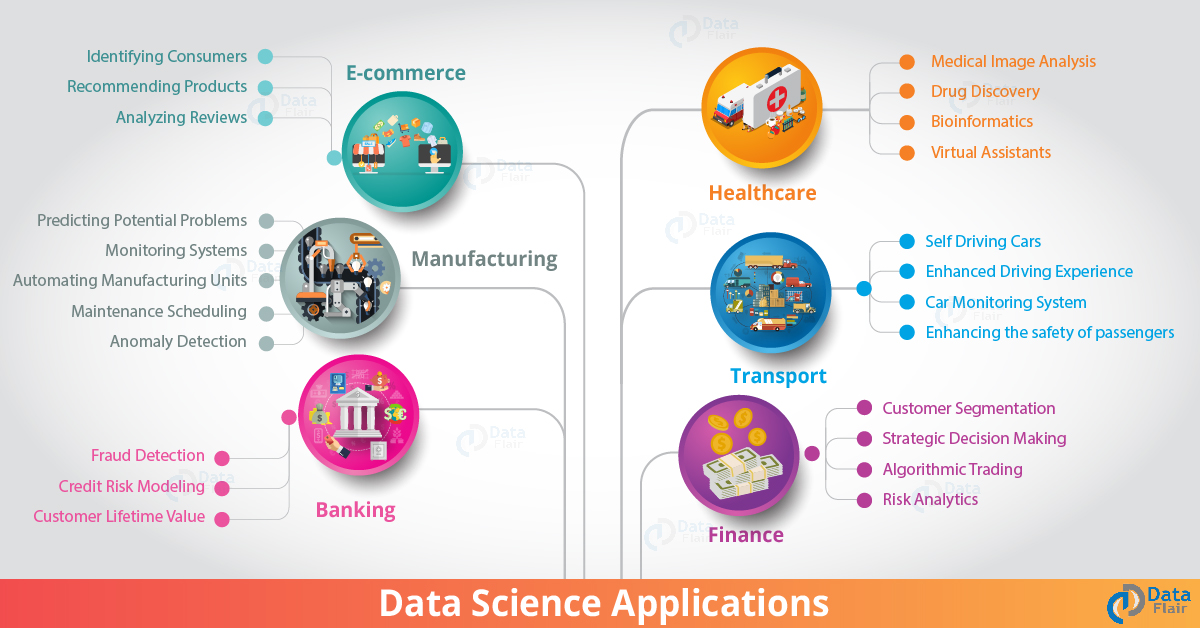 E-commerce
Identifying Consumers
Recommending Products
Analyzing Reviews
Manufacturing
Predicting Potential Problems
Monitoring Systems
Automating Manufacturing Units
Maintenance Scheduling
Anomaly Detection
Banking
Fraud Detection
Credit Risk Modeling
Customer Lifetime Value
Healthcare
Medical Image Analysis
Drug Discovery
Bioinformatics
Virtual Assistants
Transport
Self Driving Cars
Enhanced Driving Experience
Car Monitoring System
Enhancing the safety of passengers
Finance
Customer Segmentation
Strategic Decision Making
Algorithmic Trading
Risk Analytics
Data Science Applications
Data
Flair